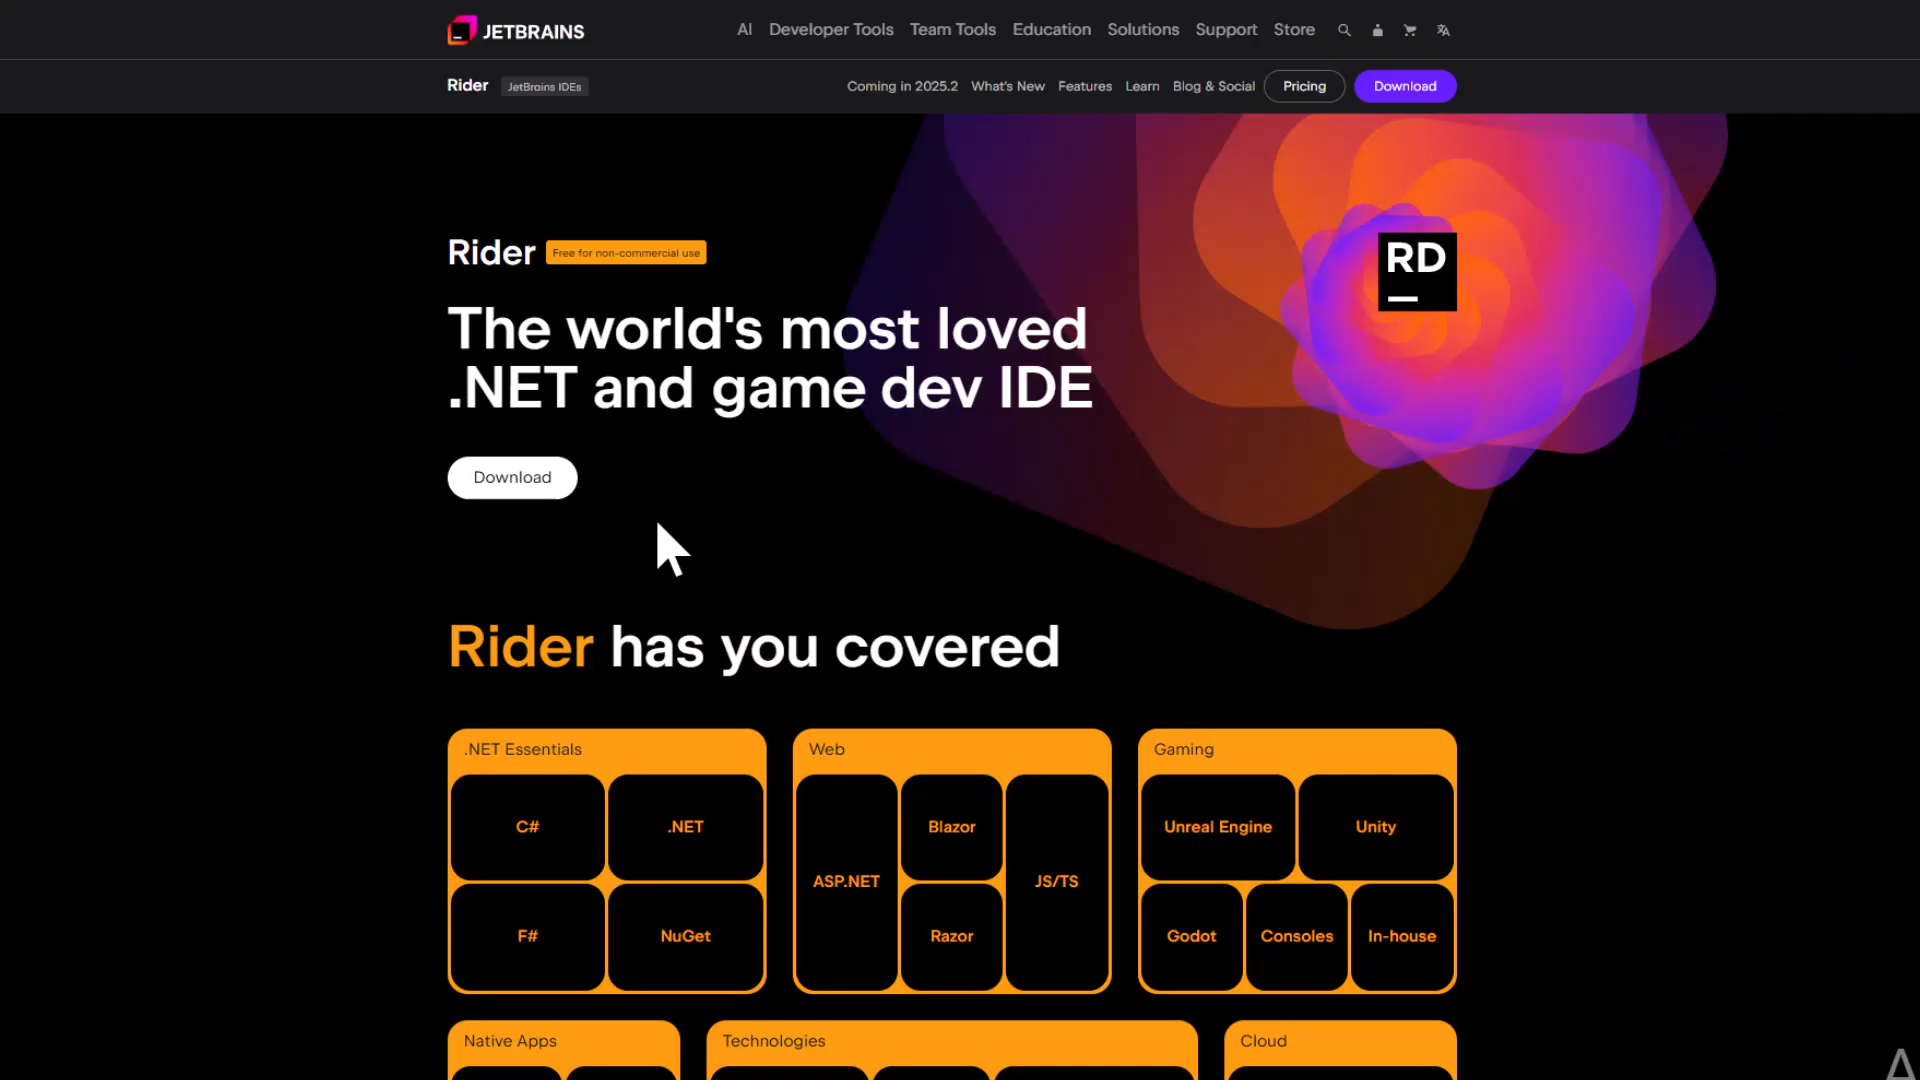 JETBRAINS
AI Developer Tools Team Tools Education Solutions Support Store
Rider JetBrains IDEs
Coming in 2025.2 What's New Features Learn Blog & Social Pricing Download
RD
Rider Free for non-commercial use
The world's most loved
.NET and game dev IDE
Download
Rider has you covered
.NET Essentials
C# .NET
F# NuGet
Web
ASP.NET Blazor JS/TS
Razor
Gaming
Unreal Engine Unity
Godot Consoles In-house
Native Apps
Technologies
Cloud
A